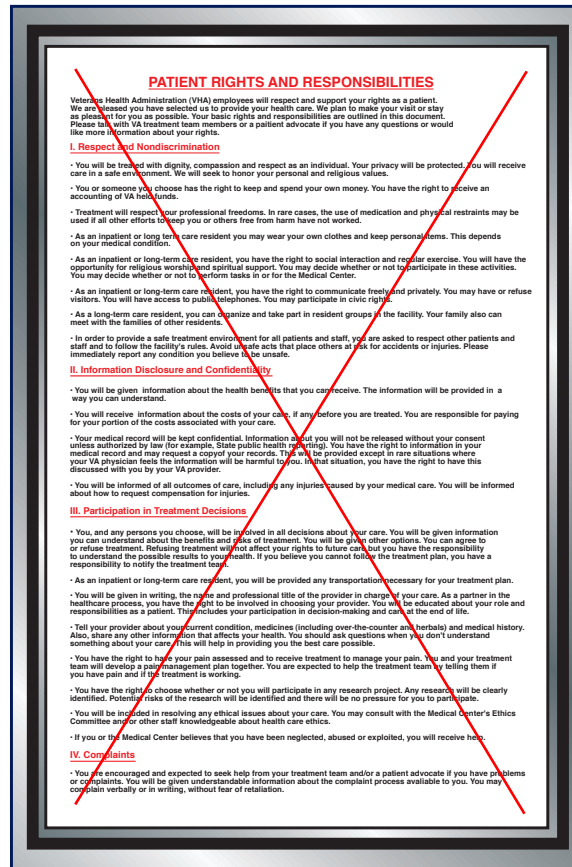 PATIENT RIGHTS AND RESPONSIBILITIES
Veterans Health Administration (VHA) employees will respect and support your rights as a patient.
We are pleased you have selected us to provide your health care. We plan to make your visit or stay
as pleasant for you as possible. Your basic rights and responsibilities are outlined in this document.
Please talk with VA treatment team members or a paitient advocate if you have any questions or would
like more information about your rights.
I. Respect and Nondiscrimination
• You will be treated with dignity, compassion and respect as an individual. Your privacy will be protected. You will receive
care in a safe environment. We will seek to honor your personal and religious values.
• You or someone you choose has the right to keep and spend your own money. You have the right to receive an
accounting of VA held funds.
• Treatment will respect your professional freedoms. In rare cases, the use of medication and physical restraints may be
used if all other efforts to keep you or others free from harm have not worked.
• As an inpatient or long term care resident you may wear your own clothes and keep personal items. This depends
on your medical condition.
• As an inpatient or long-term care resident, you have the right to social interaction and regular exercise. You will have the
opportunity for religious worship and spiritual support. You may decide whether or not to participate in these activities.
You may decide whether or not to perform tasks in or for the Medical Center.
• As an inpatient or long-term care resident, you have the right to communicate freely and privately. You may have or refuse
visitors. You will have access to public telephones. You may participate in civic rights.
• As a long-term care resident, you can organize and take part in resident groups in the facility. Your family also can
meet with the families of other residents.
• In order to provide a safe treatment environment for all patients and staff, you are asked to respect other patients and
staff and to follow the facility's rules. Avoid unsafe acts that place others at risk for accidents or injuries. Please
immediately report any condition you believe to be unsafe.
II. Information Disclosure and Confidentiality
• You will be given information about the health benefits that you can receive. The information will be provided in a
way you can understand.
• You will receive information about the costs of your care, if any, before you are treated. You are responsible for paying
for your portion of the costs associated with your care.
• Your medical record will be kept confidential. Information about you will not be released without your consent
unless authorized by law (for example, State public health reporting). You have the right to information in your
medical record and may request a copyof your records. This will be provided except in rare situations where
your VA physician feels the information will be harmful to you. In that situation, you have the right to have this
discussed with you by your VA provider.
• You will be informed of all outcomes of care, including any injuries caused by your medical care. You will be informed
about how to request compensation for injuries.
III. Participation in Treatment Decisions
• You, and any persons you choose, will be involved in all decisions about your care. You will be given information
you can understand about the benefits and risks of treatment. You will be given other options. You can agree to
or refuse treatment. Refusing treatment will not affect your rights to future care but you have the responsibility
to understand the possible results to your health. If you believe you cannot follow the treatment plan, you have a
responsibility to notify the treatment team.
• As an inpatient or long-term care resident, you will be provided any transportation necessary for your treatment plan.
• You will be given in writing, the name and professional title of the provider in charge of your care. As a partner in the
healthcare process, you have the right to be involved in choosing your provider. You will be educated about your role and
responsibilities as a patient. This includes your participation in decision-making and care at the end of life.
• Tell your provider about your current condition, medicines (including over-the-counter and herbals) and medical history.
Also, share any other information that affects your health. You should ask questions when you don't understand
something about your care. This will help in providing you the best care possible.
• You have the right to have your pain assessed and to receive treatment to manage your pain. You and your treatment
team will develop a pain management plan together. You are expected to help the treatment team by telling them if
you have pain and if the treatment is working.
• You have the right to choose whether or not you will participate in any research project. Any research will be clearly
identified. Potential risks of the research will be identified and there will be no pressure for you to participate.
• You will be included in resolving any ethical issues about your care. You may consult with the Medical Center's Ethics
Committee and/or other staff knowledgeable about health care ethics.
• If you or the Medical Center believes that you have been neglected, abused or exploited, you will receive help.
IV. Complaints
• You are encouraged and expected to seek help from your treatment team and/or a patient advocate if you have problems
or complaints. You will be given understandable information about the complaint process avaliable to you. You may
complain verbally or in writing, without fear of retaliation.